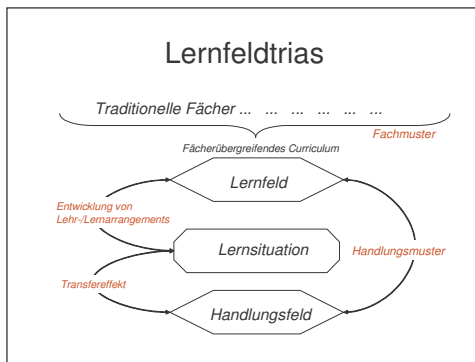 Lernfeldtrias
Traditionelle Fächer ... ... ... ... ... ...
Fachmuster
Fächerübergreifendes Curriculum
Lernfeld
Entwicklung von
Lehr-/Lernarrangements
Lernsituation
Handlungsmuster
Transfereffekt
Handlungsfeld